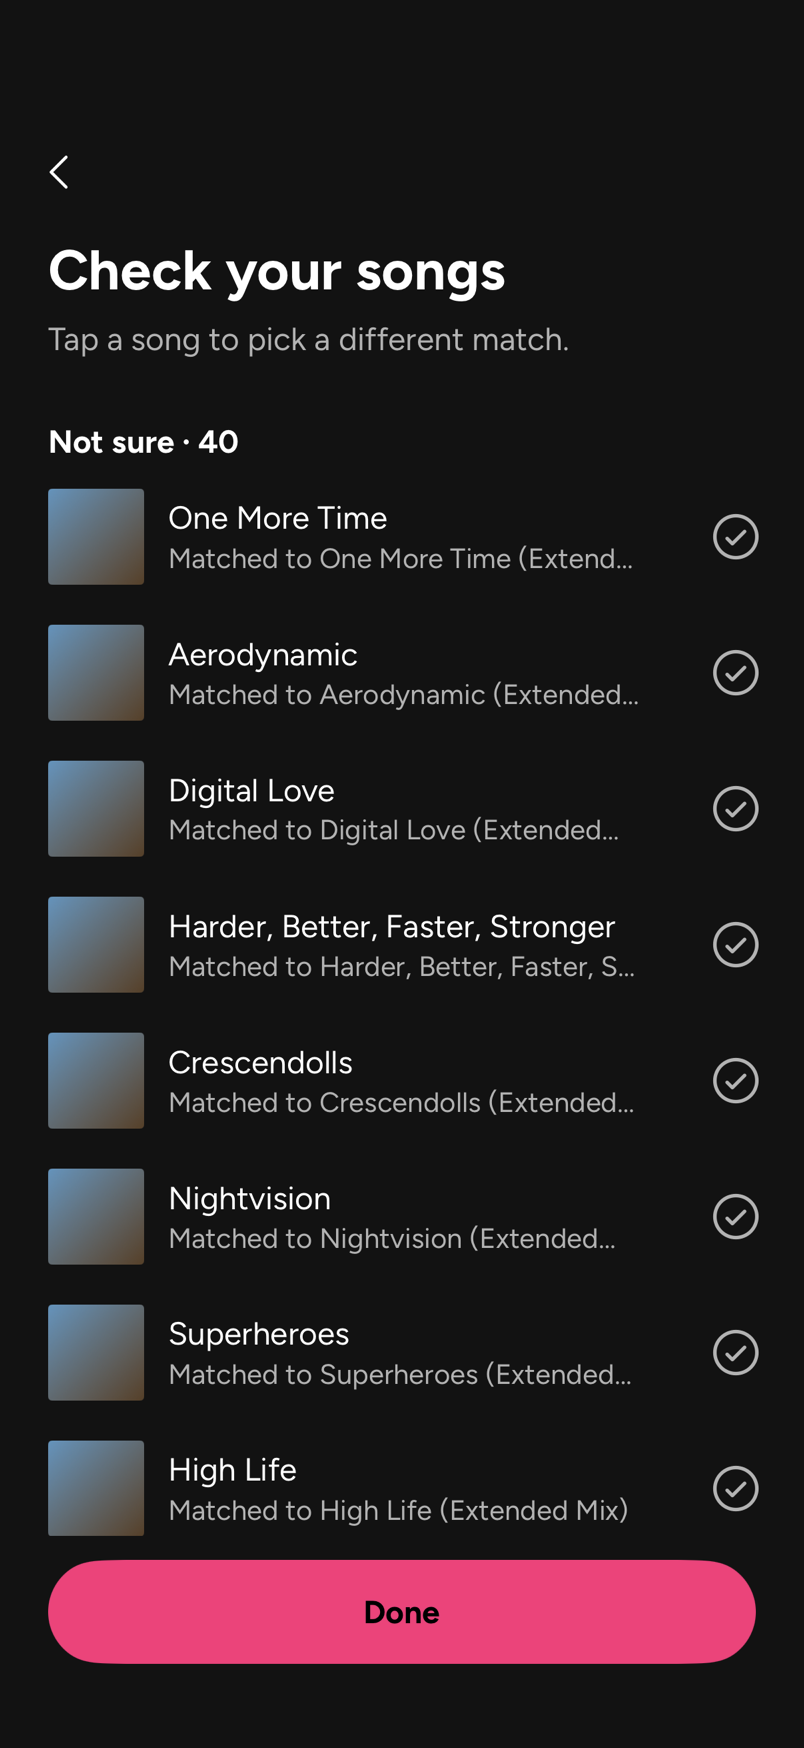 Check your songs
Tap a song to pick a different match.
Not sure · 40
One More Time
Matched to One More Time (Extend...
Aerodynamic
Matched to Aerodynamic (Extended...
Digital Love
Matched to Digital Love (Extended...
Harder, Better, Faster, Stronger
Matched to Harder, Better, Faster, S...
Crescendolls
Matched to Crescendolls (Extended...
Nightvision
Matched to Nightvision (Extended...
Superheroes
Matched to Superheroes (Extended...
High Life
Matched to High Life (Extended Mix)
Done